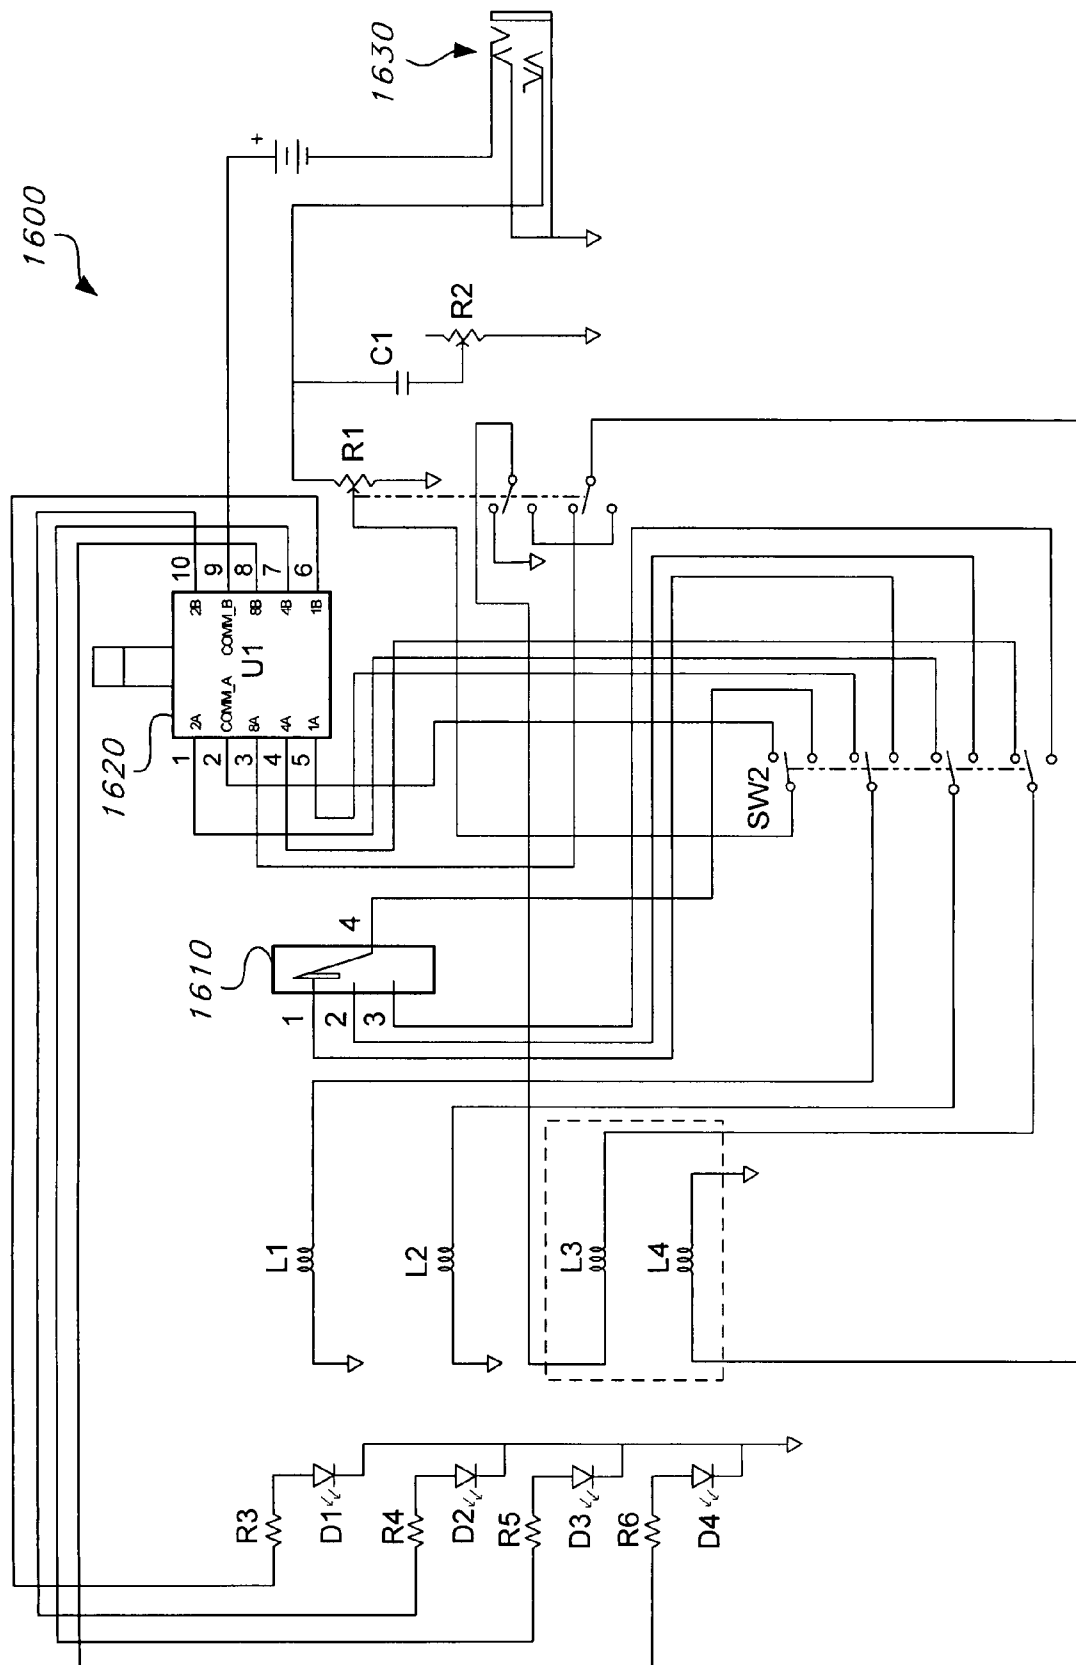 1600
1630
+
C1
R2
R1
10
9
8
7
6
2B
COMM_B
8B
4B
1B
U1
2A
COMM_A
8A
4A
1A
1
2
3
4
5
1620
SW2
1610
4
1
2
3
L1
L2
L3
L4
R3
D1
R4
D2
R5
D3
R6
D4